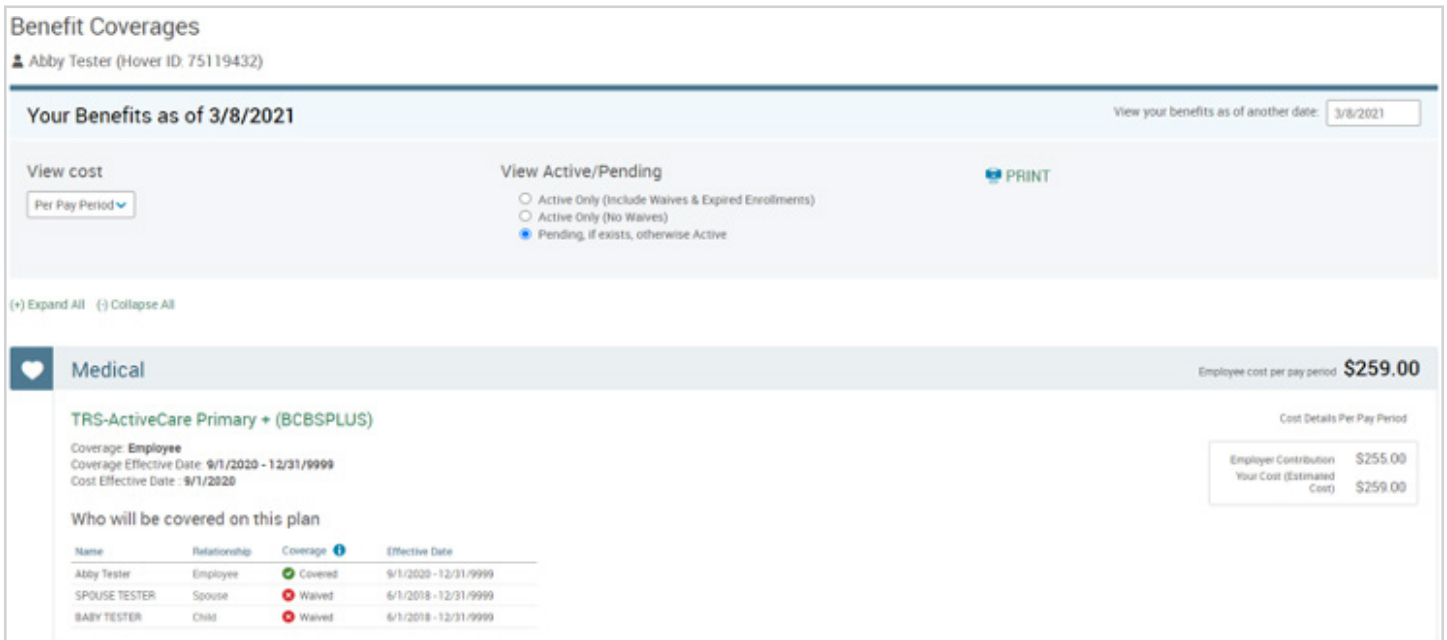 Benefit Coverages
Abby Tester (Hover ID: 75119432)
Your Benefits as of 3/8/2021
View your benefits as of another date: 3/8/2021
View cost
View Active/Pending
PRINT
Per Pay Period
Active Only (Include Waives & Expired Enrollments)
Active Only (No Waives)
Pending, if exists, otherwise Active
(+) Expand All (-) Collapse All
Medical
Employee cost per pay period $259.00
TRS-ActiveCare Primary + (BCBSPLUS)
Cost Details Per Pay Period
Coverage: Employee
Coverage Effective Date: 9/1/2020 - 12/31/9999
Cost Effective Date : 9/1/2020
Employer Contribution $255.00
Your Cost (Estimated
Cost) $259.00
Who will be covered on this plan
Name Relationship Coverage Effective Date
Abby Tester Employee Covered 9/1/2020 - 12/31/9999
SPOUSE TESTER Spouse Waived 6/1/2018 - 12/31/9999
BABY TESTER Child Waived 6/1/2018 - 12/31/9999